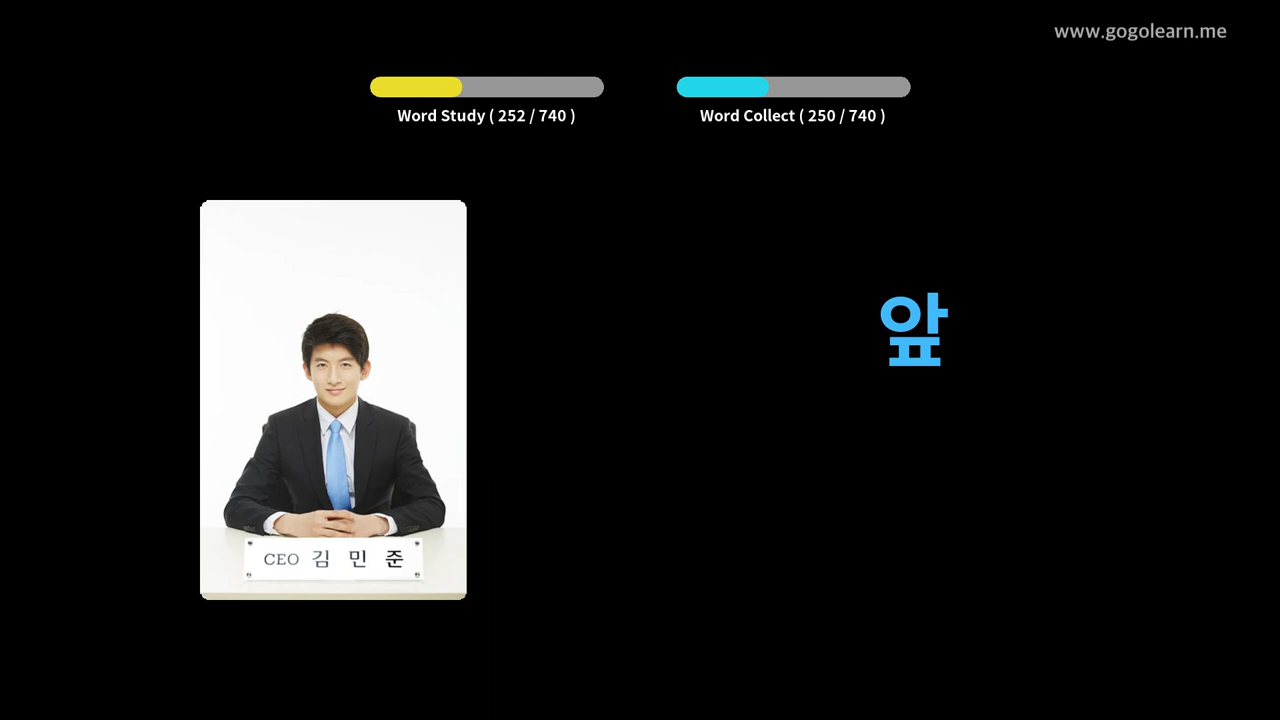 www.gogolearn.me
Word Study ( 252 / 740 )
Word Collect ( 250 / 740 )
앞
CEO 김 민 준